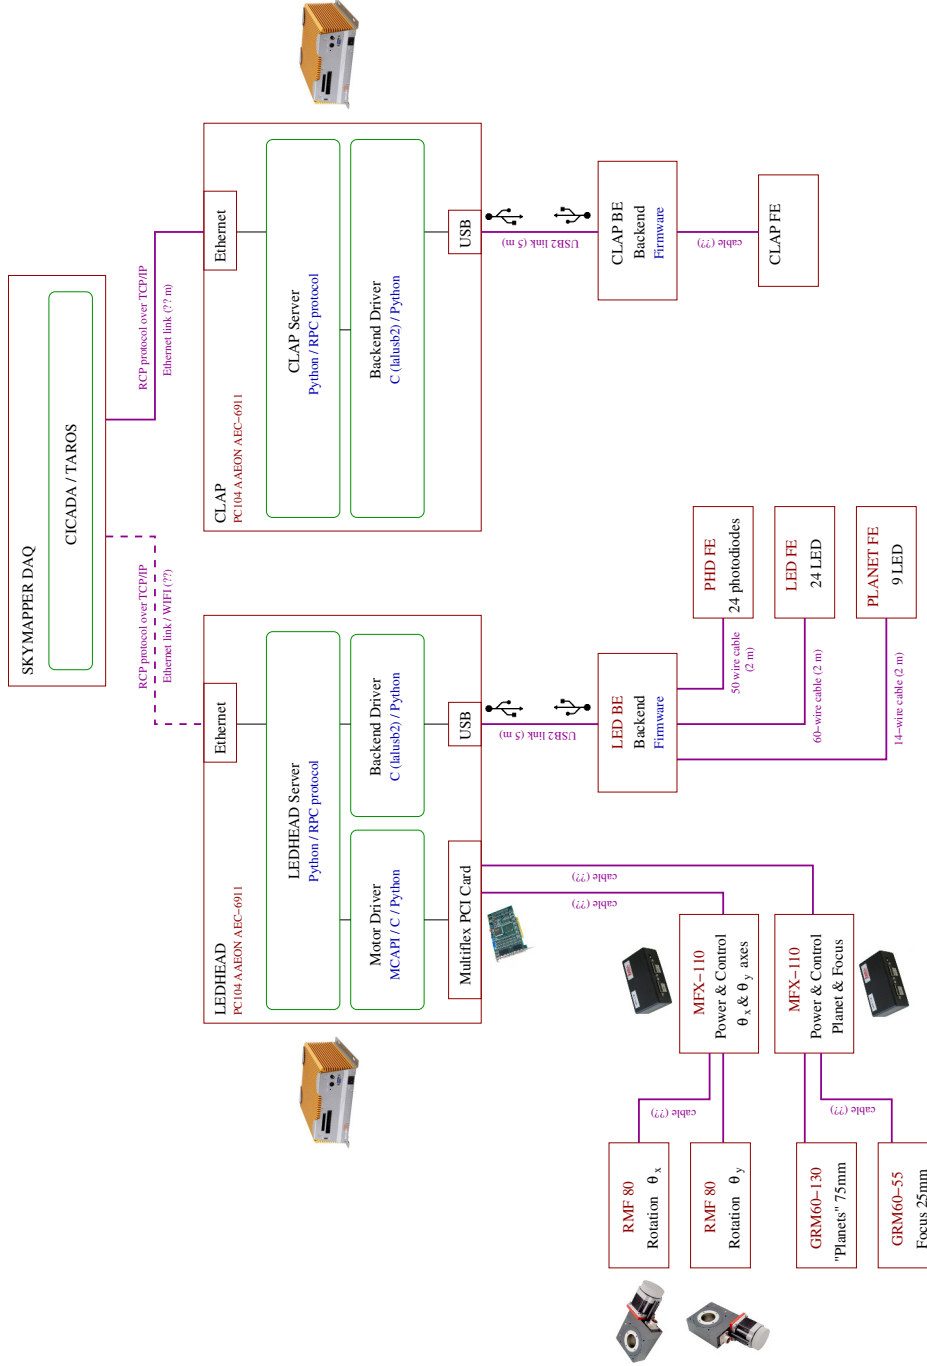 SKYMAPPER DAQ
CICADA / TAROS
RCP protocol over TCP/IP
Ethernet link / WIFI (??)
RCP protocol over TCP/IP
Ethernet link (?? m)
LEDHEAD
PC104 AAEON AEC-6911
Ethernet
LEDHEAD Server
Python / RPC protocol
Motor Driver
MCAPI / C / Python
Backend Driver
C (lalusb2) / Python
Multiflex PCI Card
USB
CLAP
PC104 AAEON AEC-6911
Ethernet
CLAP Server
Python / RPC protocol
Backend Driver
C (lalusb2) / Python
USB
cable (??)
cable (??)
USB2 link (5 m)
USB2 link (5 m)
LED BE
Backend
Firmware
CLAP BE
Backend
Firmware
cable (??)
CLAP FE
50 wire cable
(2 m)
60-wire cable (2 m)
14-wire cable (2 m)
PHD FE
24 photodiodes
LED FE
24 LED
PLANET FE
9 LED
MFX-110
Power & Control
θ x & θ y axes
MFX-110
Power & Control
Planet & Focus
cable (??)
cable (??)
RMF 80
Rotation θ x
RMF 80
Rotation θ y
GRM60-130
"Planets" 75mm
GRM60-55
Focus 25mm